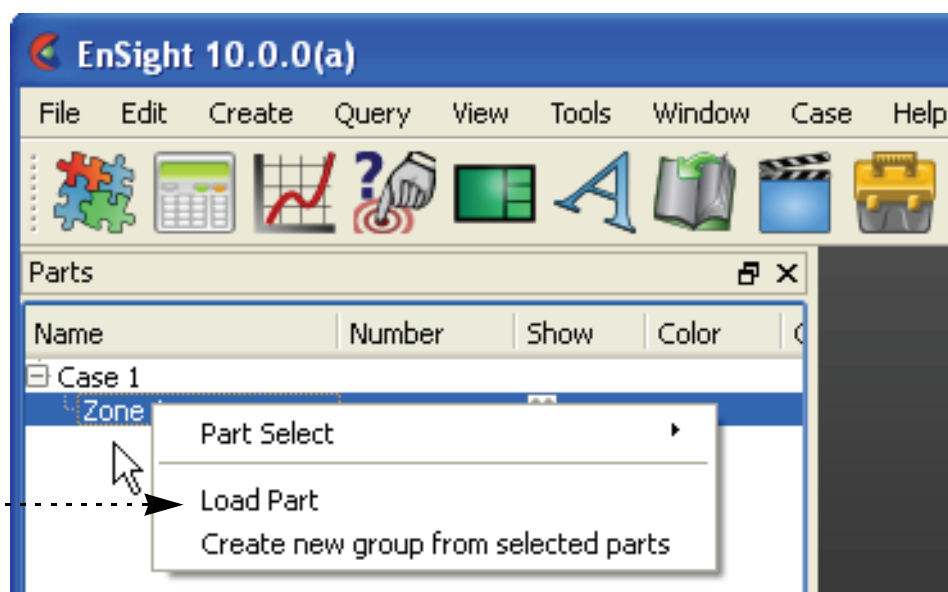 EnSight 10.0.0(a)
File Edit Create Query View Tools Window Case Help
Parts
Name Number Show Color
Case 1
Zone
Part Select
Load Part
Create new group from selected parts